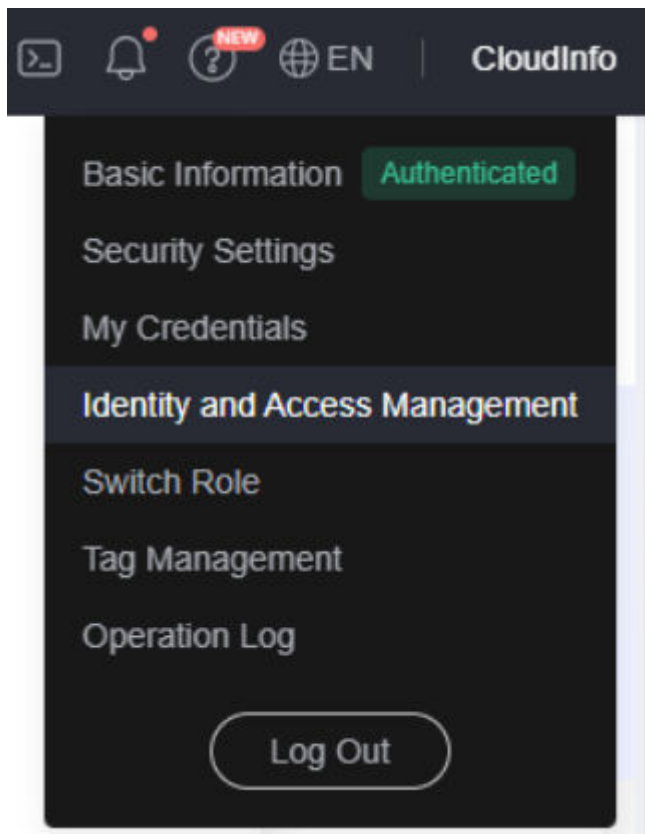 >_ NEW EN CloudInfo
Basic Information Authenticated
Security Settings
My Credentials
Identity and Access Management
Switch Role
Tag Management
Operation Log
Log Out